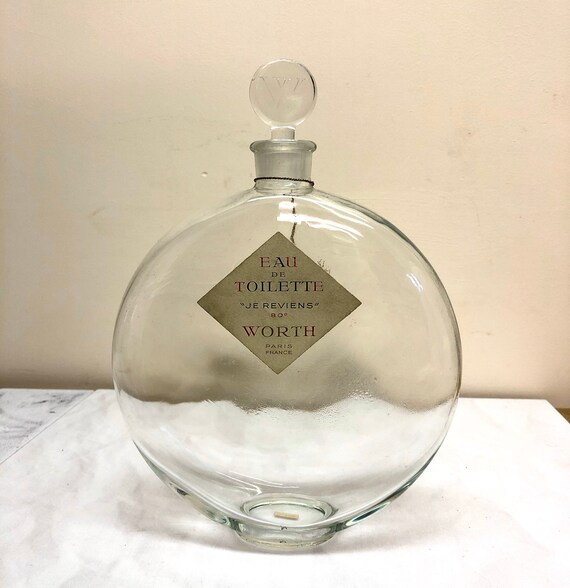 W
EAU
DE
TOILETTE
"JE REVIENS"
80°
WORTH
PARIS
FRANCE